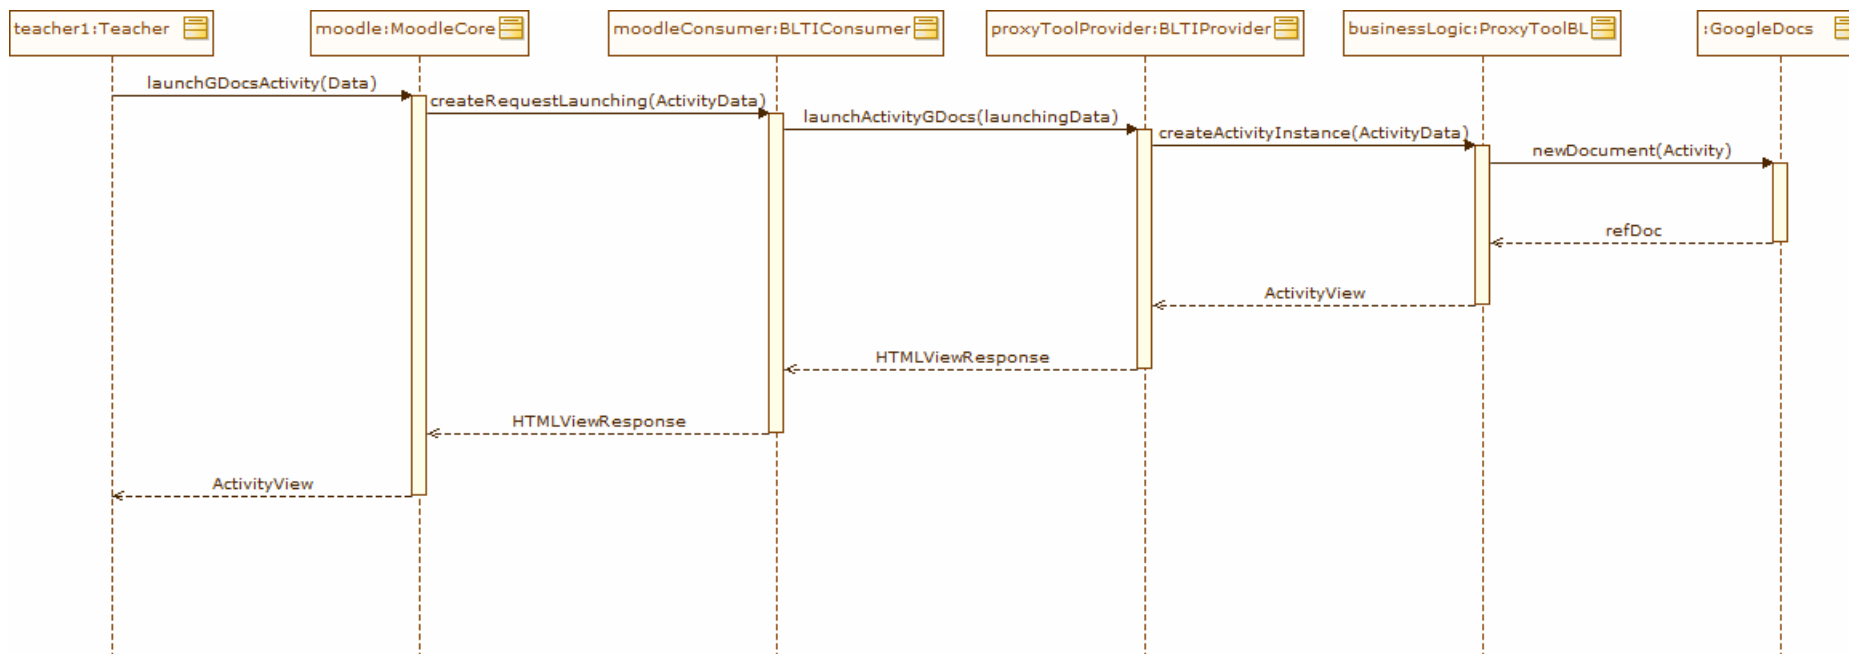 teacher1:Teacher
moodle:MoodleCore
moodleConsumer:BLTIConsumer
proxyToolProvider:BLTIProvider
businessLogic:ProxyToolBL
:GoogleDocs
launchGDocsActivity(Data)
createRequestLaunching(ActivityData)
launchActivityGDocs(launchingData)
createActivityInstance(ActivityData)
newDocument(Activity)
refDoc
ActivityView
HTMLViewResponse
HTMLViewResponse
ActivityView